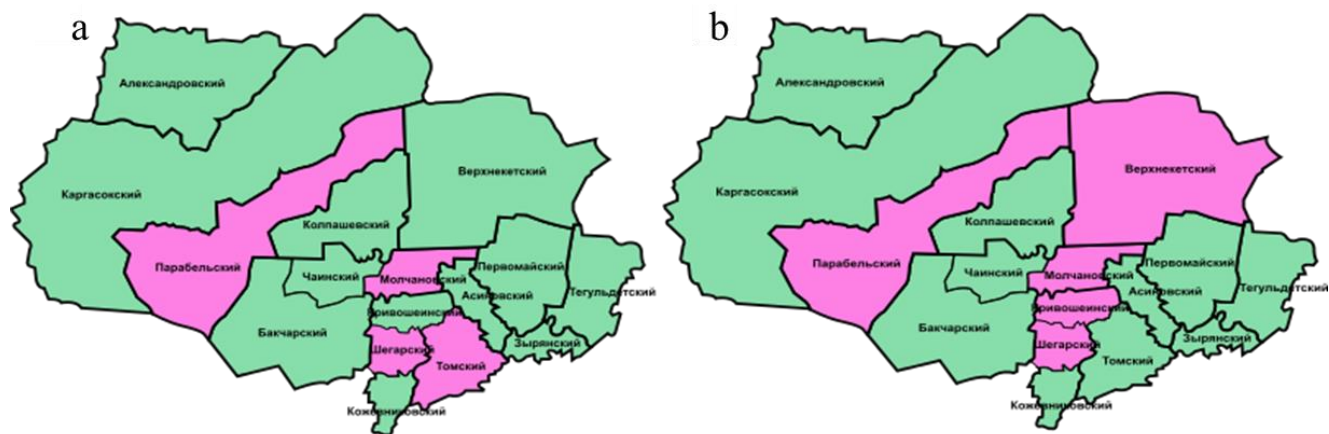 a
Александровский
Каргасокский
Верхнекетский
Колпашевский
Парабельский
Чаинский
Молчановский
Первомайский
Асиновский
Тегульдетский
Кривошеинский
Бакчарский
Шегарский
Зырянский
Томский
Кожевниковский
b
Александровский
Верхнекетский
Каргасокский
Колпашевский
Парабельский
Чаинский
Молчановский
Первомайский
Асиновский
Тегульдетский
Кривошеинский
Бакчарский
Шегарский
Зырянский
Томский
Кожевниковский